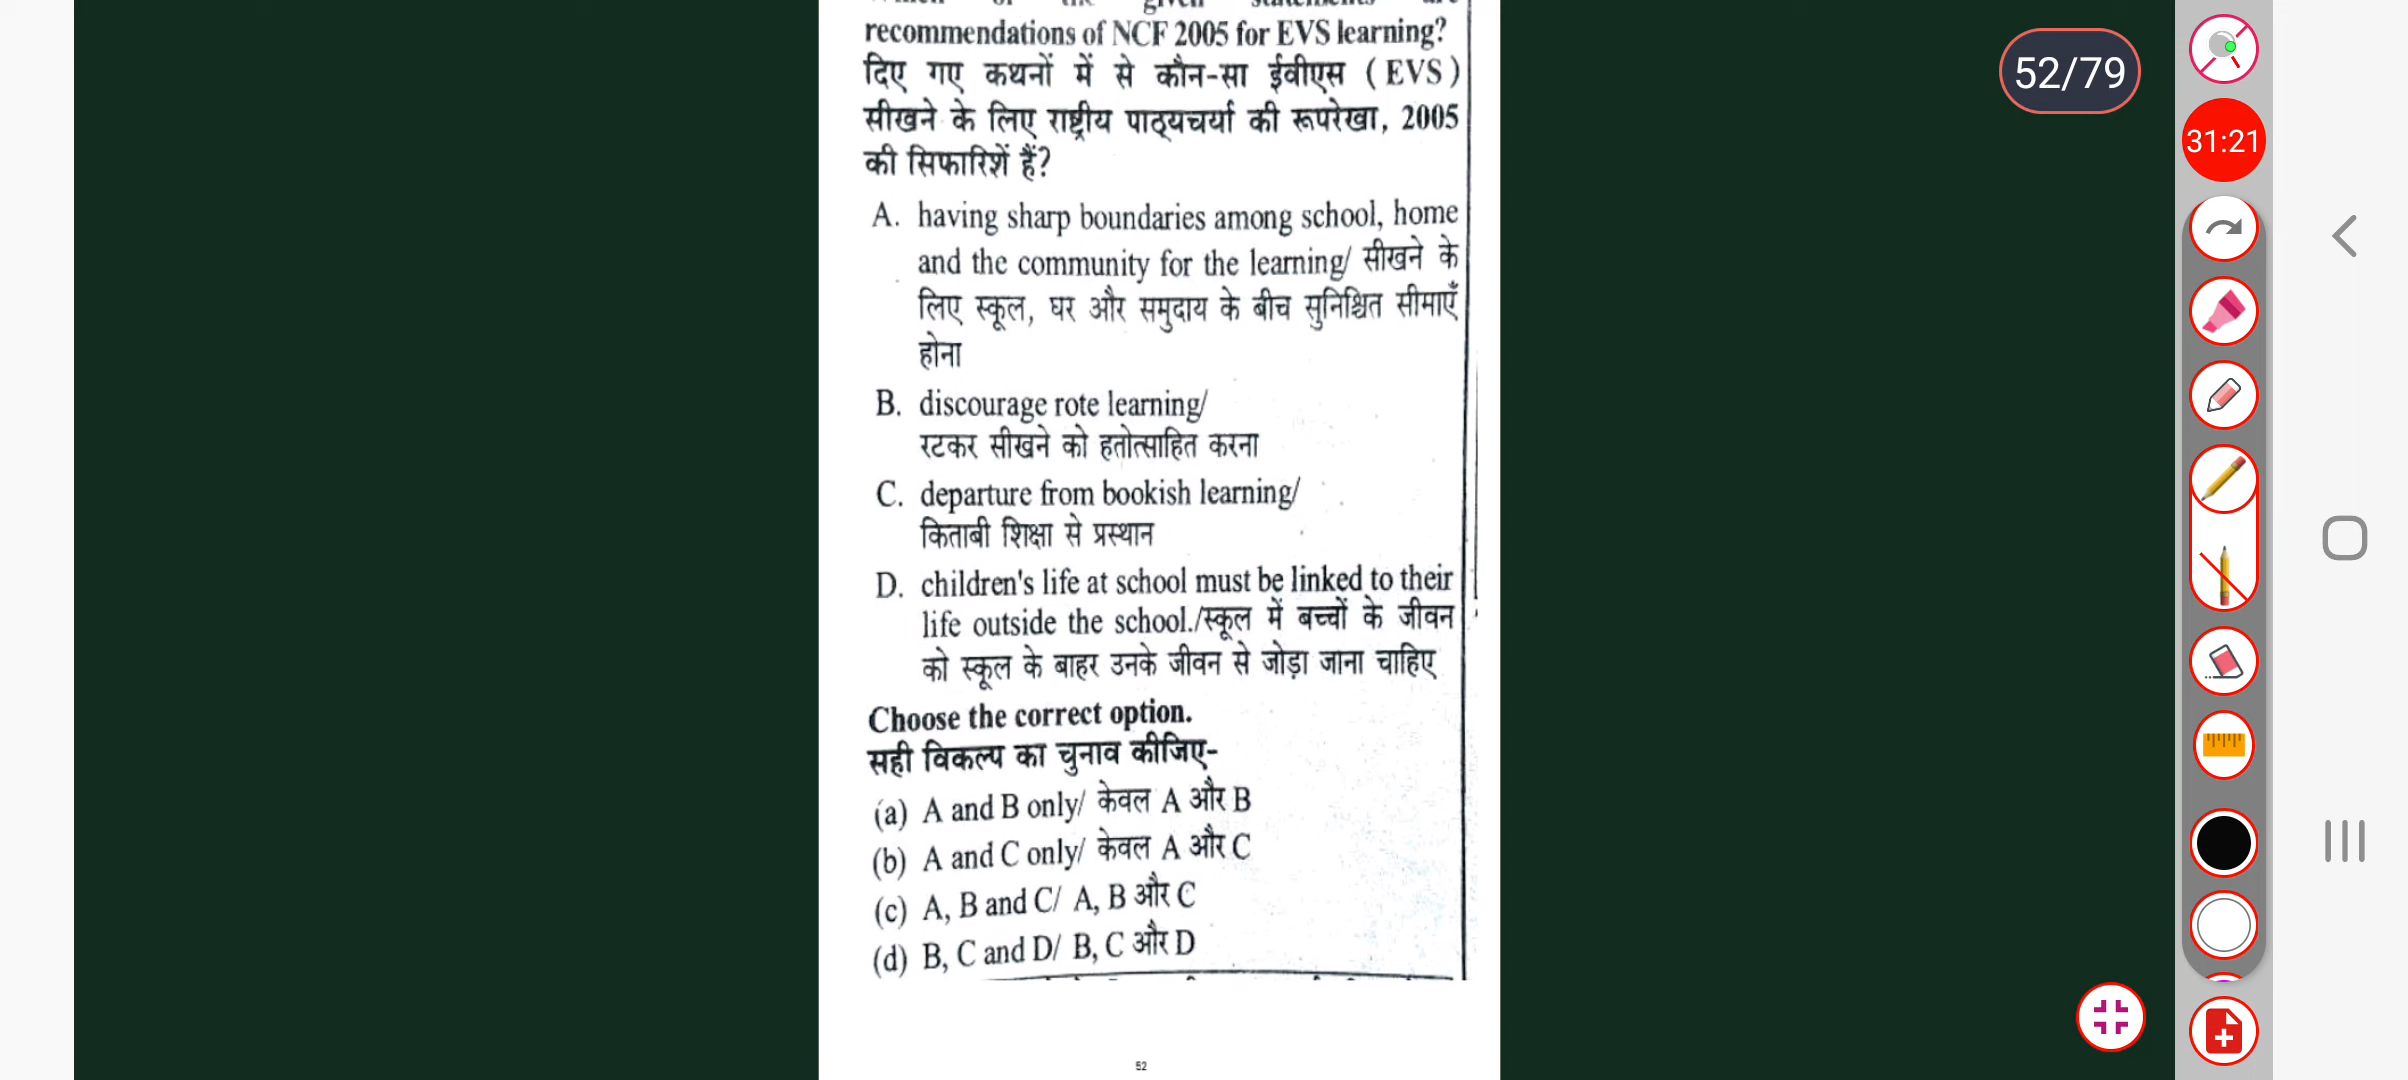 given statements are
recommendations of NCF 2005 for EVS learning?
दिए गए कथनों में से कौन-सा ईवीएस (EVS)
सीखने के लिए राष्ट्रीय पाठ्यचर्या की रूपरेखा, 2005
की सिफारिशें हैं?
A. having sharp boundaries among school, home
and the community for the learning/ सीखने के
लिए स्कूल, घर और समुदाय के बीच सुनिश्चित सीमाएँ
होना
B. discourage rote learning/
रटकर सीखने को हतोत्साहित करना
C. departure from bookish learning/
किताबी शिक्षा से प्रस्थान
D. children's life at school must be linked to their
life outside the school./स्कूल में बच्चों के जीवन
को स्कूल के बाहर उनके जीवन से जोड़ा जाना चाहिए
Choose the correct option.
सही विकल्प का चुनाव कीजिए-
(a) A and B only/ केवल A और B
(b) A and C only/ केवल A और C
(c) A, B and C/ A, B और C
(d) B, C and D/ B, C और D
52
52/79
31:21